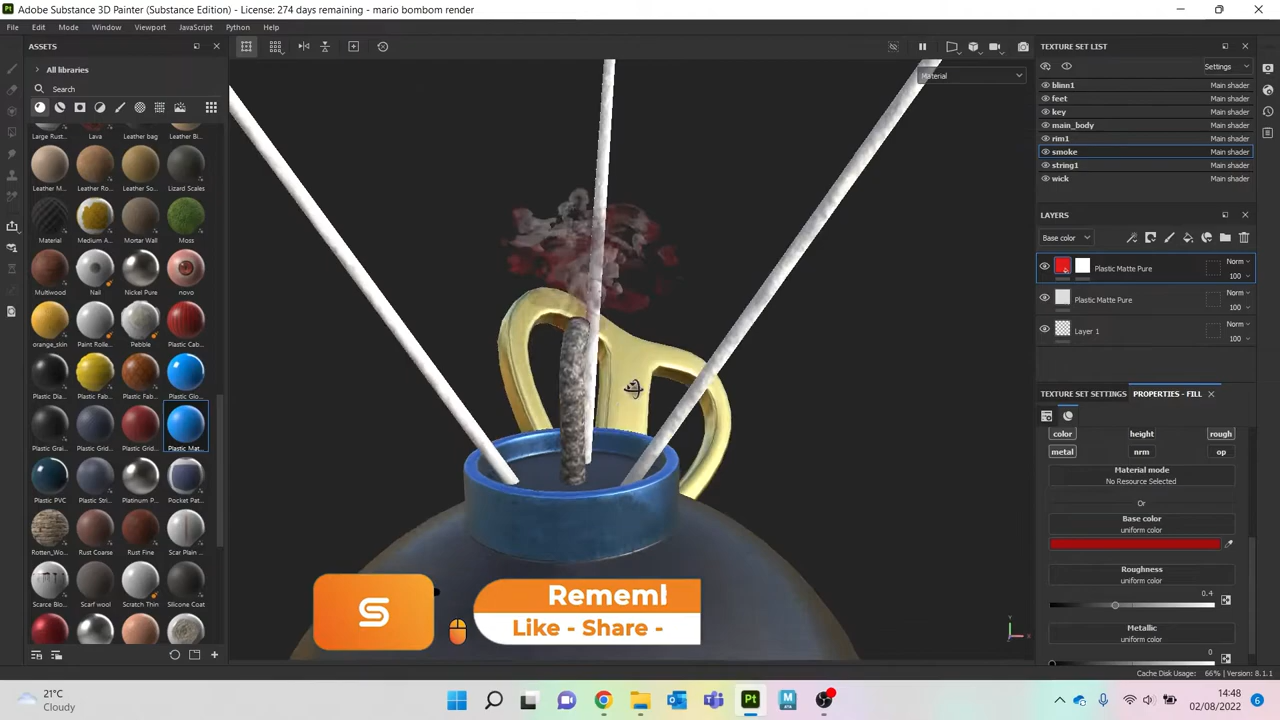 Adobe Substance 3D Painter (Substance Edition) - License: 274 days remaining - mario bombom render
File Edit Mode Window Viewport JavaScript Python Help
ASSETS
All libraries
Search
Large Rust... Lava Leather bag Leather Bi...
Leather M... Leather Ro... Leather So... Lizard Scales
Material Medium A... Mortar Wall Moss
Multiwood Nail Nickel Pure novo
orange_skin Paint Rolle... Pebble Plastic Cab...
Plastic Dia... Plastic Fab... Plastic Fab... Plastic Glo...
Plastic Grai... Plastic Grid... Plastic Grid... Plastic Mat...
Plastic PVC Plastic Stri... Platinum P... Pocket Pat...
Rotten_Wo... Rust Coarse Rust Fine Scar Plain ...
Scarce Blo... Scarf wool Scratch Thin Silicone Coat
Material
Rememl
Like - Share -
Y
TEXTURE SET LIST
Settings
blinn1 Main shader
feet Main shader
key Main shader
main_body Main shader
rim1 Main shader
smoke Main shader
string1 Main shader
wick Main shader
LAYERS
Base color
Plastic Matte Pure Norm
100
Plastic Matte Pure Norm
100
Layer 1 Norm
100
TEXTURE SET SETTINGS PROPERTIES - FILL
color height rough
metal nrm op
Material mode
No Resource Selected
Or
Base color
uniform color
Roughness
uniform color
0.4
Metallic
uniform color
0
Cache Disk Usage: 66% | Version: 8.1.1
21°C
Cloudy
14:48
02/08/2022
6